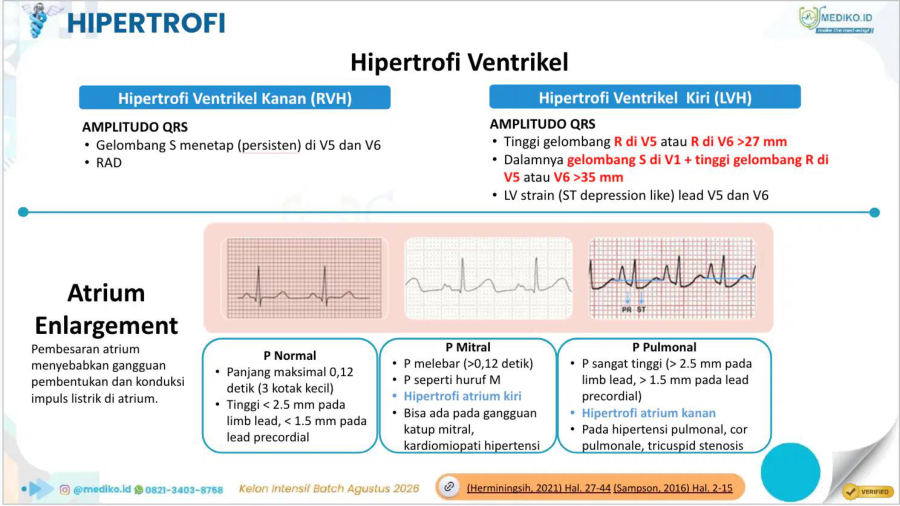 HIPERTROFI
MEDIKO.ID
Hipertrofi Ventrikel
Hipertrofi Ventrikel Kanan (RVH)
AMPLITUDO QRS
• Gelombang S menetap (persisten) di V5 dan V6
• RAD
Hipertrofi Ventrikel Kiri (LVH)
AMPLITUDO QRS
• Tinggi gelombang R di V5 atau R di V6 >27 mm
• Dalamnya gelombang S di V1 + tinggi gelombang R di
V5 atau V6 >35 mm
• LV strain (ST depression like) lead V5 dan V6
Atrium
Enlargement
Pembesaran atrium
menyebabkan gangguan
pembentukan dan konduksi
impuls listrik di atrium.
PR ST
P Normal
• Panjang maksimal 0,12
detik (3 kotak kecil)
• Tinggi < 2.5 mm pada
limb lead, < 1.5 mm pada
lead precordial
P Mitral
• P melebar (>0,12 detik)
• P seperti huruf M
• Hipertrofi atrium kiri
• Bisa ada pada gangguan
katup mitral,
kardiomiopati hipertensi
P Pulmonal
• P sangat tinggi (> 2.5 mm pada
limb lead, > 1.5 mm pada lead
precordial)
• Hipertrofi atrium kanan
• Pada hipertensi pulmonal, cor
pulmonale, tricuspid stenosis
@mediko.id 0821-3403-8768
Kelon Intensif Batch Agustus 2026
(Herminingsih, 2021) Hal. 27-44 (Sampson, 2016) Hal. 2-15
VERIFIED